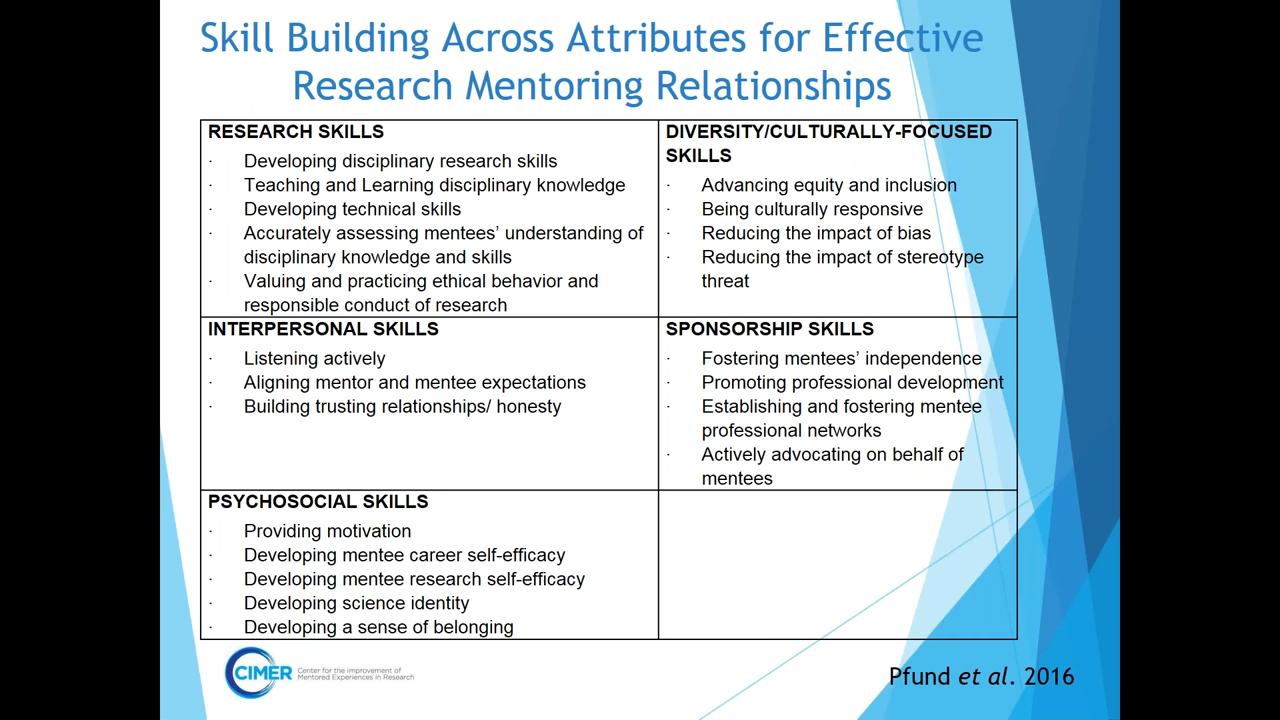 Skill Building Across Attributes for Effective
Research Mentoring Relationships
RESEARCH SKILLS
· Developing disciplinary research skills
· Teaching and Learning disciplinary knowledge
· Developing technical skills
· Accurately assessing mentees’ understanding of
disciplinary knowledge and skills
· Valuing and practicing ethical behavior and
responsible conduct of research
DIVERSITY/CULTURALLY-FOCUSED
SKILLS
· Advancing equity and inclusion
· Being culturally responsive
· Reducing the impact of bias
· Reducing the impact of stereotype
threat
INTERPERSONAL SKILLS
· Listening actively
· Aligning mentor and mentee expectations
· Building trusting relationships/ honesty
SPONSORSHIP SKILLS
· Fostering mentees’ independence
· Promoting professional development
· Establishing and fostering mentee
professional networks
· Actively advocating on behalf of
mentees
PSYCHOSOCIAL SKILLS
· Providing motivation
· Developing mentee career self-efficacy
· Developing mentee research self-efficacy
· Developing science identity
· Developing a sense of belonging
CIMER
Center for the Improvement of
Mentored Experiences in Research
Pfund et al. 2016